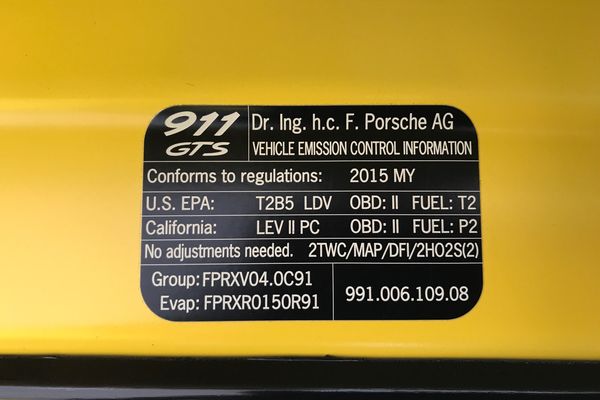 911
GTS
Dr. Ing. h.c. F. Porsche AG
VEHICLE EMISSION CONTROL INFORMATION
Conforms to regulations: 2015 MY
U.S. EPA: T2B5 LDV OBD: II FUEL: T2
California: LEV II PC OBD: II FUEL: P2
No adjustments needed. 2TWC/MAP/DFI/2HO2S(2)
Group: FPRXV04.0C91
Evap: FPRXR0150R91
991.006.109.08